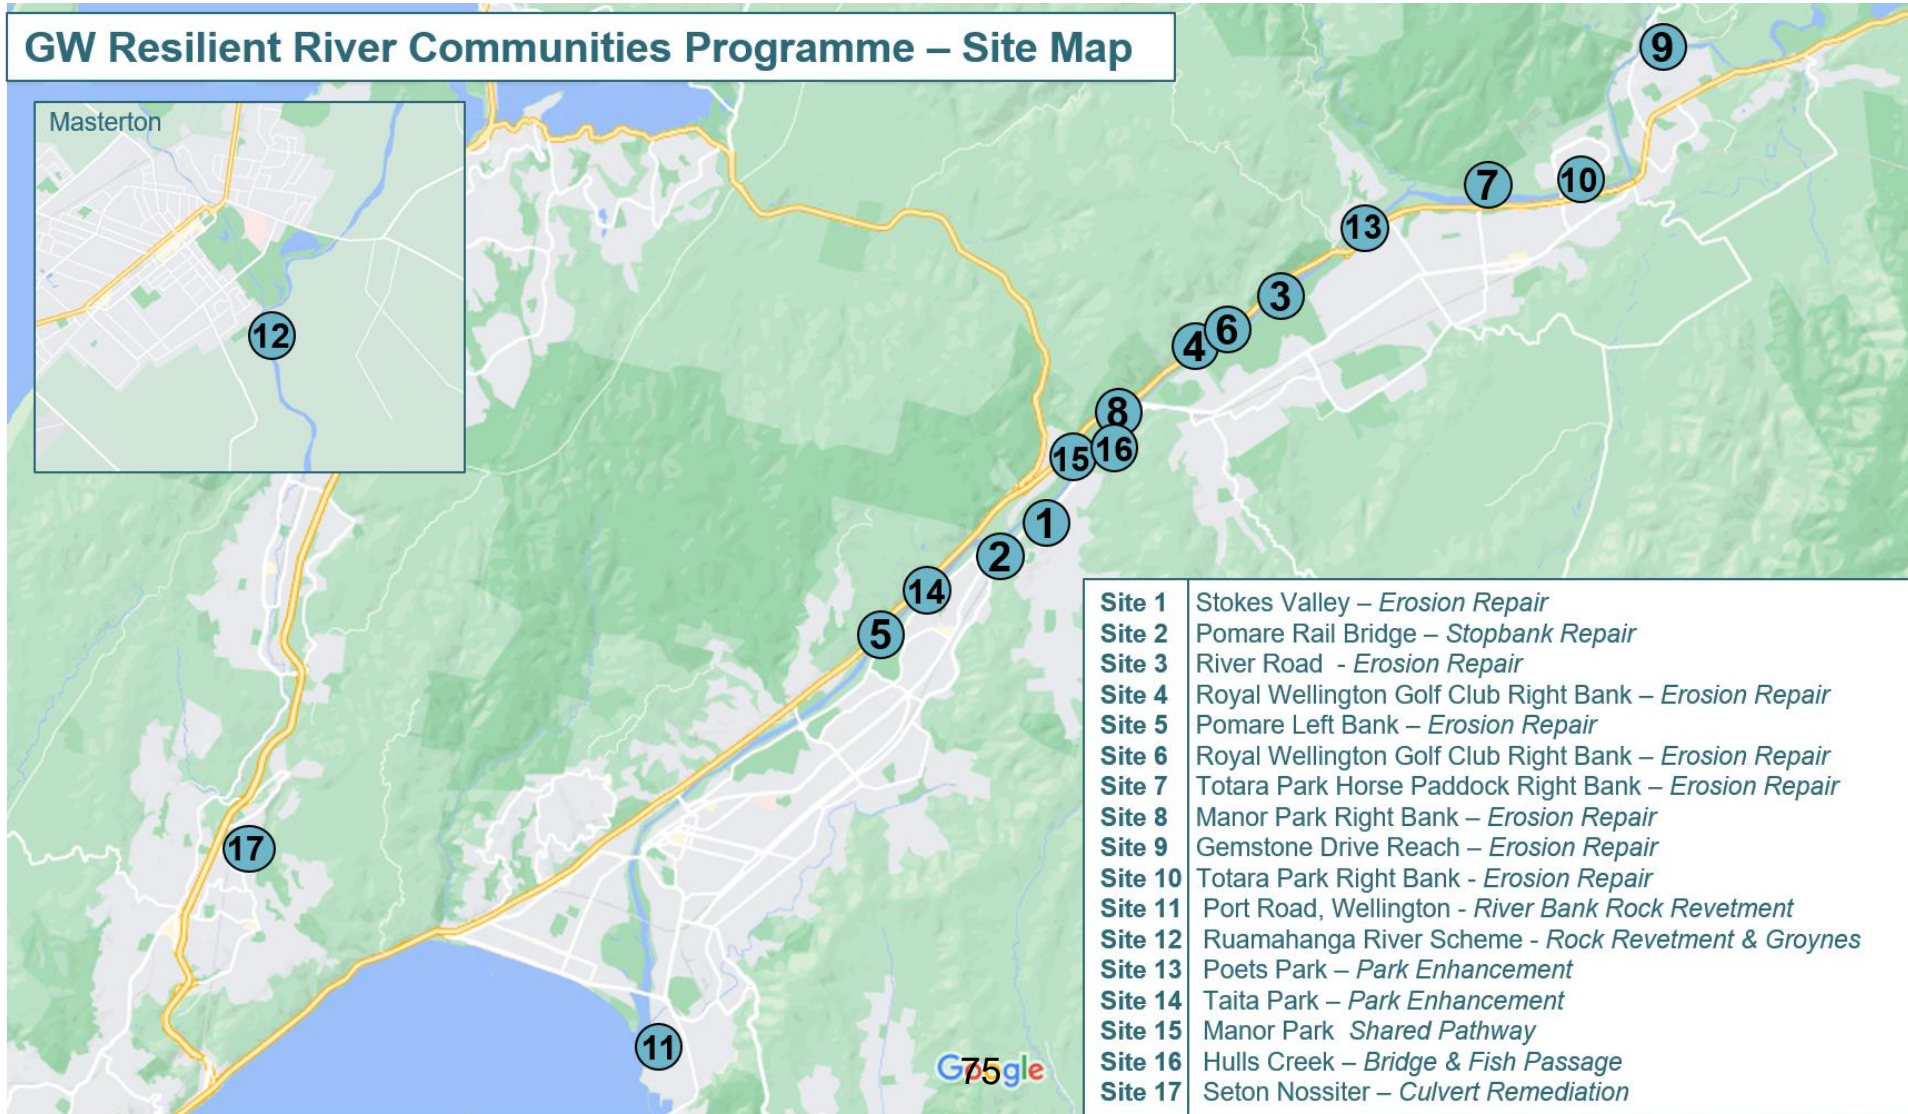 GW Resilient River Communities Programme – Site Map
Masterton
9
7
10
13
3
6
4
12
8
15
16
1
2
14
5
17
11
Google
75
Site 1 Stokes Valley – Erosion Repair
Site 2 Pomare Rail Bridge – Stopbank Repair
Site 3 River Road - Erosion Repair
Site 4 Royal Wellington Golf Club Right Bank – Erosion Repair
Site 5 Pomare Left Bank – Erosion Repair
Site 6 Royal Wellington Golf Club Right Bank – Erosion Repair
Site 7 Totara Park Horse Paddock Right Bank – Erosion Repair
Site 8 Manor Park Right Bank – Erosion Repair
Site 9 Gemstone Drive Reach – Erosion Repair
Site 10 Totara Park Right Bank - Erosion Repair
Site 11 Port Road, Wellington - River Bank Rock Revetment
Site 12 Ruamahanga River Scheme - Rock Revetment & Groynes
Site 13 Poets Park – Park Enhancement
Site 14 Taita Park – Park Enhancement
Site 15 Manor Park Shared Pathway
Site 16 Hulls Creek – Bridge & Fish Passage
Site 17 Seton Nossiter – Culvert Remediation